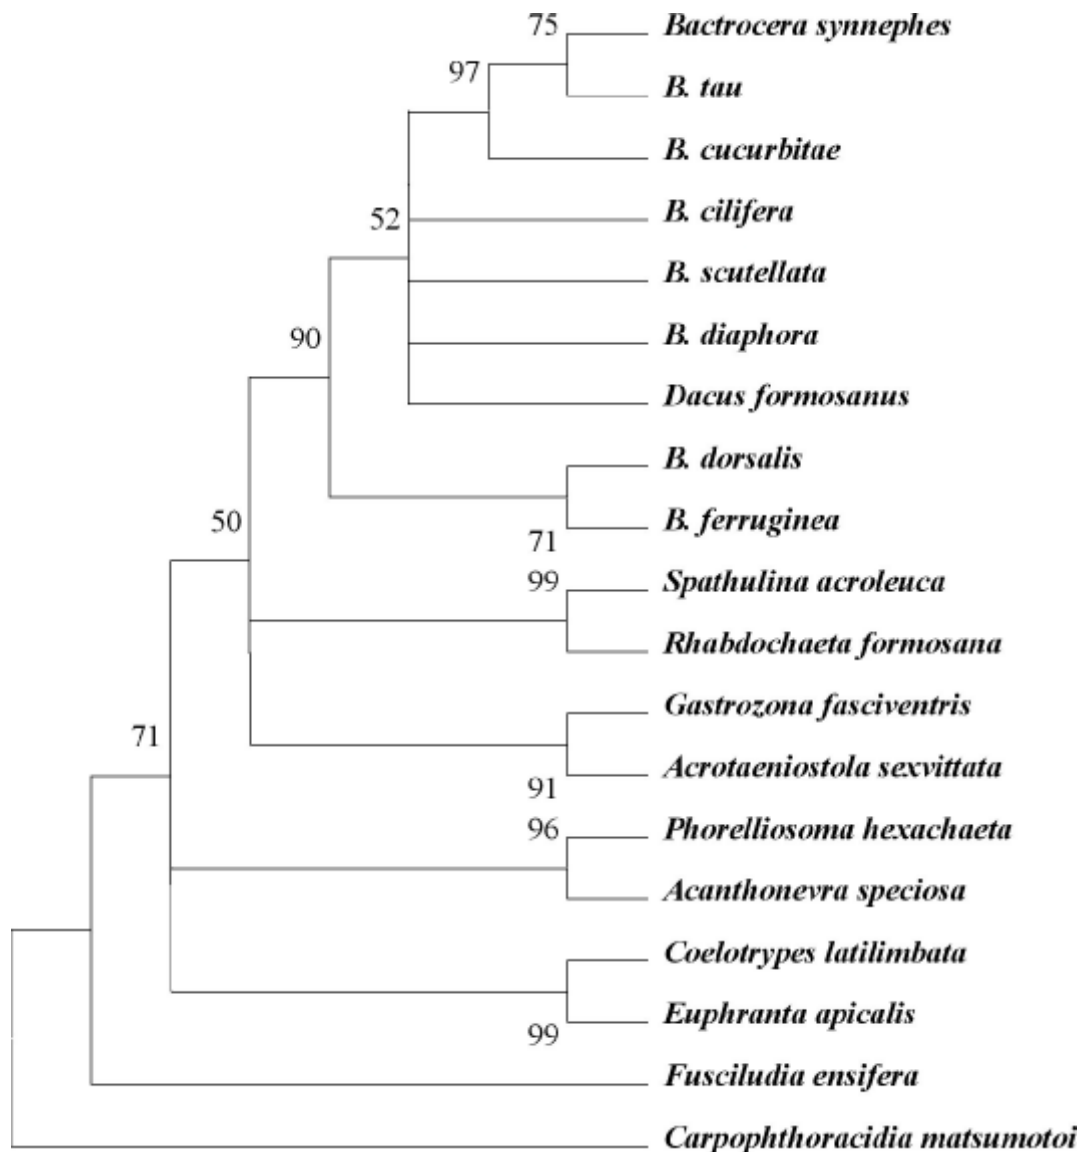 75
Bactrocera synnephes
97
B. tau
B. cucurbitae
52
B. cilifera
B. scutellata
90
B. diaphora
Dacus formosanus
B. dorsalis
50
B. ferruginea
71
99
Spathulina acroleuca
Rhabdochaeta formosana
71
Gastrozona fasciventris
Acrotaeniostola sexvittata
91
96
Phorelliosoma hexachaeta
Acanthonevra speciosa
Coelotrypes latilimbata
Euphranta apicalis
99
Fusciludia ensifera
Carpophthoracidia matsumotoi